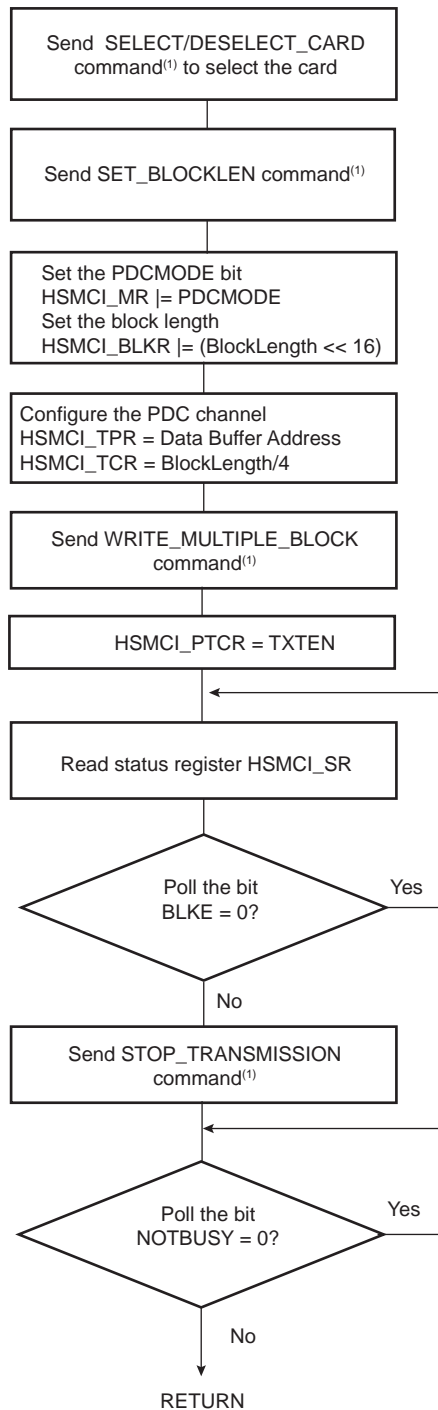 Send SELECT/DESELECT_CARD
command(1) to select the card
Send SET_BLOCKLEN command(1)
Set the PDCMODE bit
HSMCI_MR |= PDCMODE
Set the block length
HSMCI_BLKR |= (BlockLength << 16)
Configure the PDC channel
HSMCI_TPR = Data Buffer Address
HSMCI_TCR = BlockLength/4
Send WRITE_MULTIPLE_BLOCK
command(1)
HSMCI_PTCR = TXTEN
Read status register HSMCI_SR
Poll the bit
BLKE = 0?
Yes
No
Send STOP_TRANSMISSION
command(1)
Poll the bit
NOTBUSY = 0?
Yes
No
RETURN